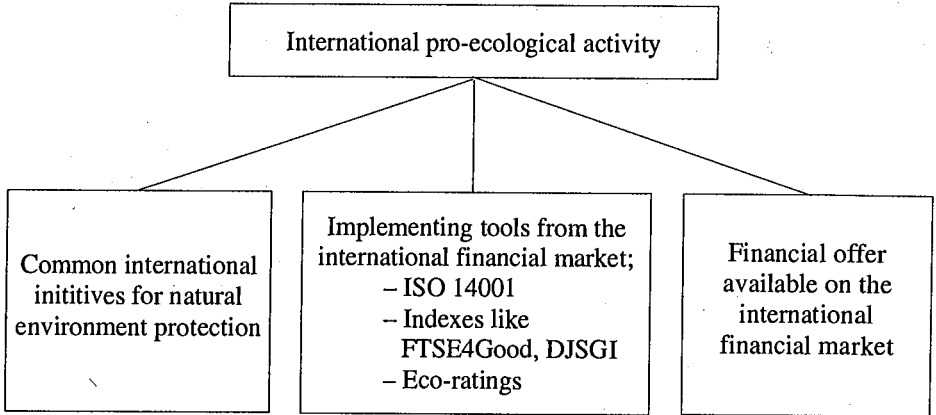 International pro-ecological activity
Common international
inititives for natural
environment protection
Implementing tools from the
international financial market;
– ISO 14001
– Indexes like
FTSE4Good, DJSGI
– Eco-ratings
Financial offer
available on the
international
financial market